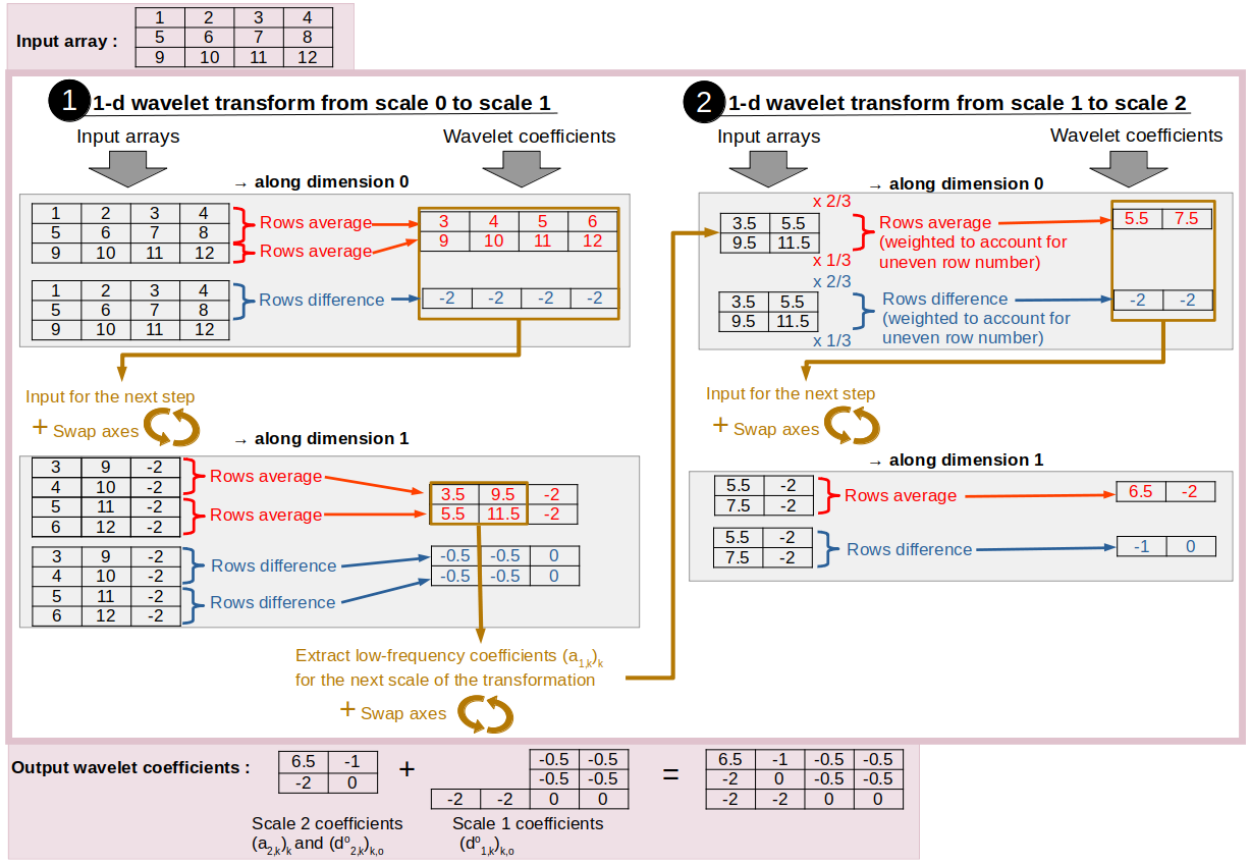 Input array :
1 2 3 4
5 6 7 8
9 10 11 12
1 1-d wavelet transform from scale 0 to scale 1
Input arrays Wavelet coefficients
→ along dimension 0
1 2 3 4
5 6 7 8
9 10 11 12
Rows average
Rows average
3 4 5 6
9 10 11 12
1 2 3 4
5 6 7 8
9 10 11 12
Rows difference
-2 -2 -2 -2
Input for the next step
+ Swap axes
→ along dimension 1
3 9 -2
4 10 -2
5 11 -2
6 12 -2
Rows average
Rows average
3.5 9.5 -2
5.5 11.5 -2
3 9 -2
4 10 -2
5 11 -2
6 12 -2
Rows difference
Rows difference
-0.5 -0.5 0
-0.5 -0.5 0
Extract low-frequency coefficients (a1,k)k
for the next scale of the transformation
+ Swap axes
2 1-d wavelet transform from scale 1 to scale 2
Input arrays Wavelet coefficients
→ along dimension 0
x 2/3
3.5 5.5
9.5 11.5
x 1/3
Rows average
(weighted to account for
uneven row number)
5.5 7.5
x 2/3
3.5 5.5
9.5 11.5
x 1/3
Rows difference
(weighted to account for
uneven row number)
-2 -2
Input for the next step
+ Swap axes
→ along dimension 1
5.5 -2
7.5 -2
Rows average
6.5 -2
5.5 -2
7.5 -2
Rows difference
-1 0
Output wavelet coefficients :
6.5 -1
-2 0
+
-0.5 -0.5
-0.5 -0.5
-2 -2 0 0
=
6.5 -1 -0.5 -0.5
-2 0 -0.5 -0.5
-2 -2 0 0
Scale 2 coefficients
(a2,k)k and (do2,k)k,o
Scale 1 coefficients
(do1,k)k,o